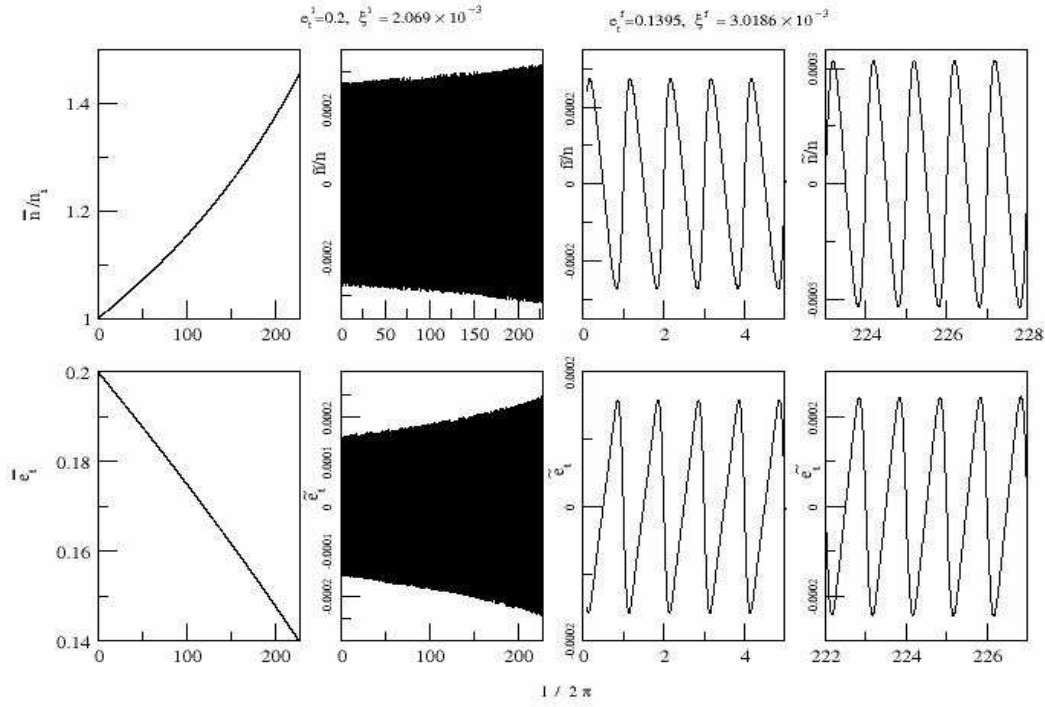 e_t^i=0.2, ξ^i = 2.069 × 10^−3
e_t^f=0.1395, ξ^f = 3.0186 × 10^−3
n̅ /n_i
1.4
1.2
1
0 100 200
ñ/n
0.0002
0
-0.0002
0 50 100 150 200
ñ/n
0.0002
0
-0.0002
0 2 4
ñ/n
0.0003
0
-0.0003
224 226 228
e̅_t
0.2
0.18
0.16
0.14
0 100 200
ẽ_t
0.0002
0.0001
0
-0.0001
-0.0002
0 100 200
ẽ_t
0.0002
0
-0.0002
0 2 4
ẽ_t
0.0002
0
-0.0002
222 224 226
l / 2 π